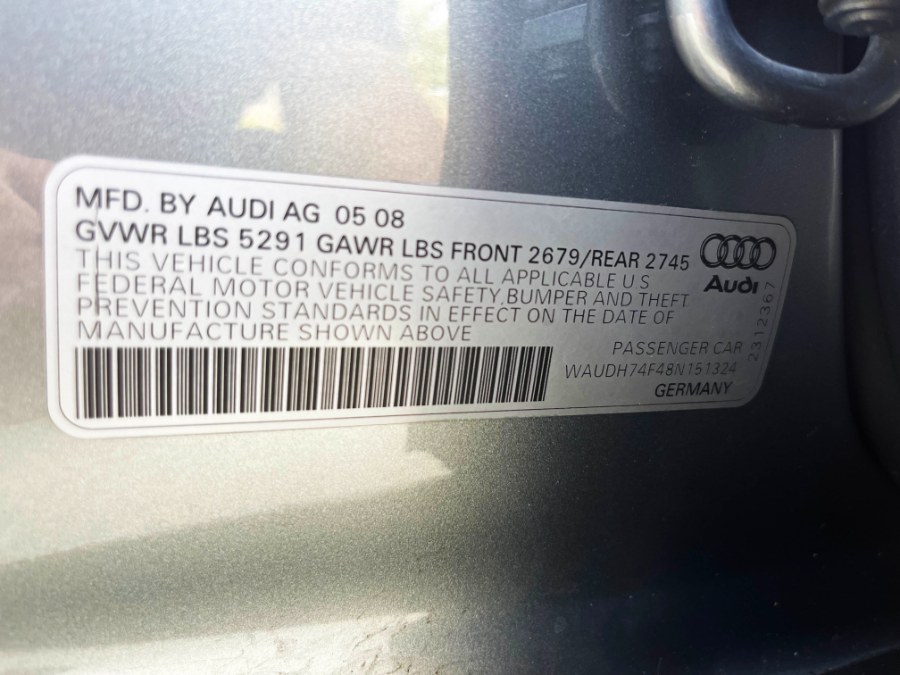 MFD. BY AUDI AG 05 08
GVWR LBS 5291 GAWR LBS FRONT 2679/REAR 2745
THIS VEHICLE CONFORMS TO ALL APPLICABLE U S
FEDERAL MOTOR VEHICLE SAFETY, BUMPER AND THEFT
PREVENTION STANDARDS IN EFFECT ON THE DATE OF
MANUFACTURE SHOWN ABOVE
Audi
2312367
PASSENGER CAR
WAUDH74F48N151324
GERMANY